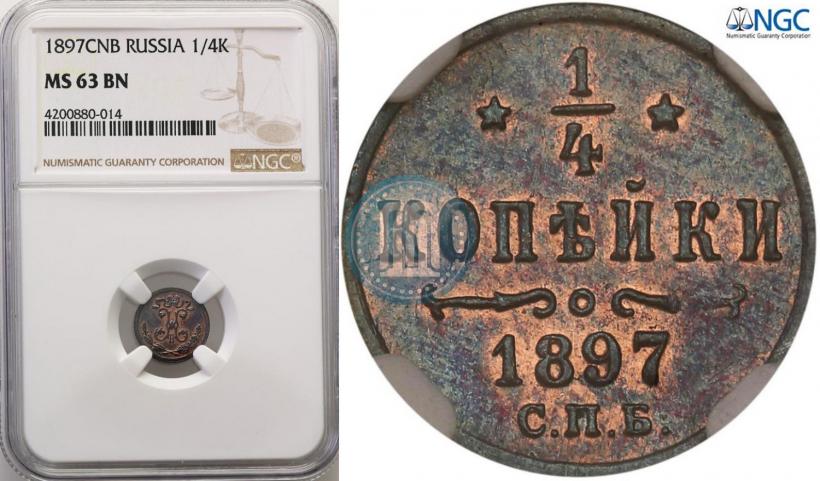 1897CNB RUSSIA 1/4K
MS 63 BN
4200880-014
NUMISMATIC GUARANTY CORPORATION NGC®
NGC
Numismatic Guaranty Corporation
1
4
КОПѢЙКИ
1897
С.П.Б.